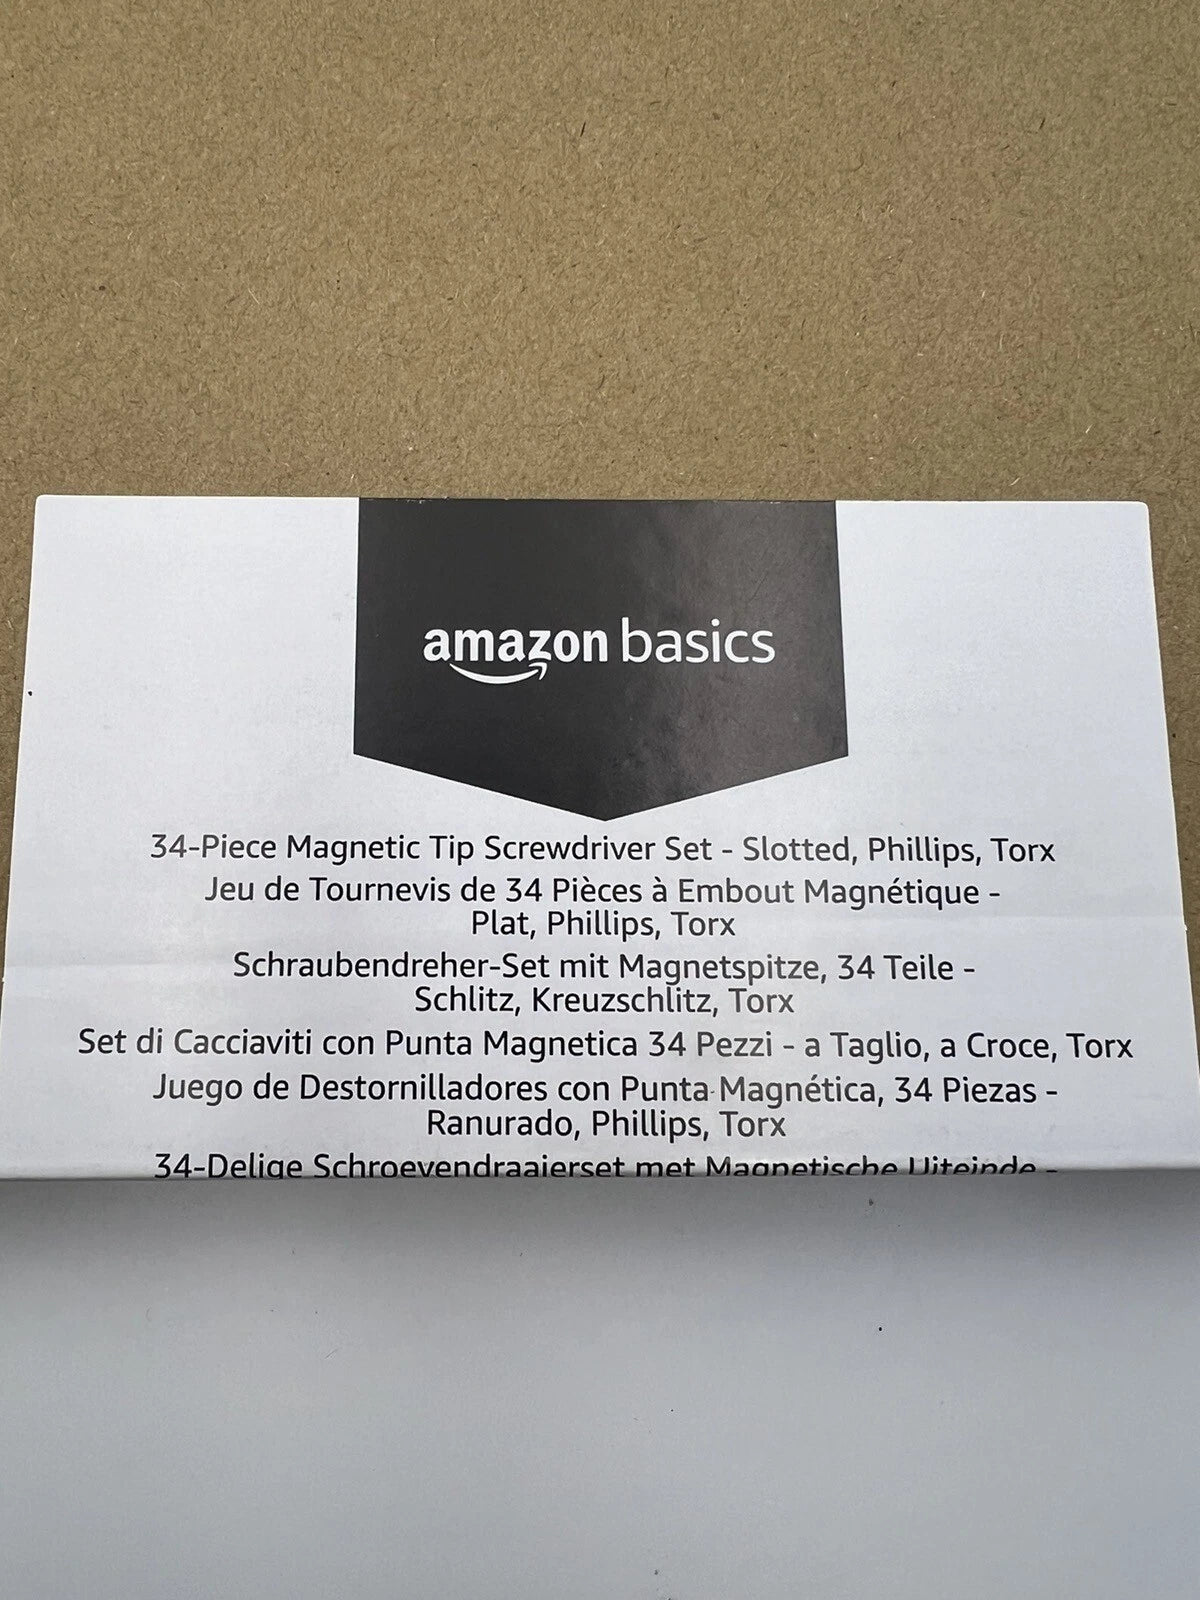 amazon basics
34-Piece Magnetic Tip Screwdriver Set - Slotted, Phillips, Torx
Jeu de Tournevis de 34 Pièces à Embout Magnétique -
Plat, Phillips, Torx
Schraubendreher-Set mit Magnetspitze, 34 Teile -
Schlitz, Kreuzschlitz, Torx
Set di Cacciaviti con Punta Magnetica 34 Pezzi - a Taglio, a Croce, Torx
Juego de Destornilladores con Punta Magnética, 34 Piezas -
Ranurado, Phillips, Torx
34-Delige Schroevendraaierset met Magnetische Uiteinde -